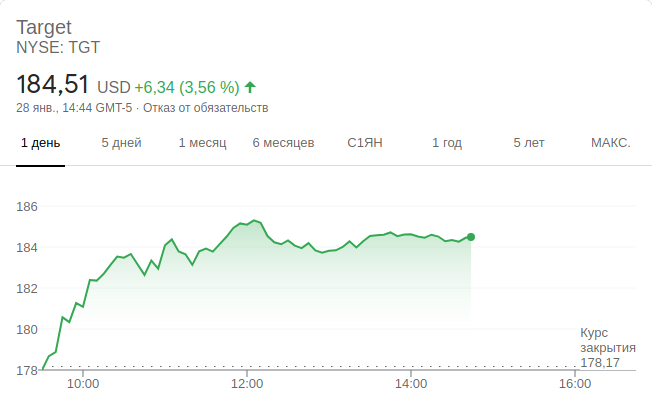 Target
NYSE: TGT
184,51 USD +6,34 (3,56 %)
28 янв., 14:44 GMT-5 · Отказ от обязательств
1 день 5 дней 1 месяц 6 месяцев С1ЯН 1 год 5 лет МАКС.
186
184
182
180
178
Курс
закрытия
178,17
10:00 12:00 14:00 16:00